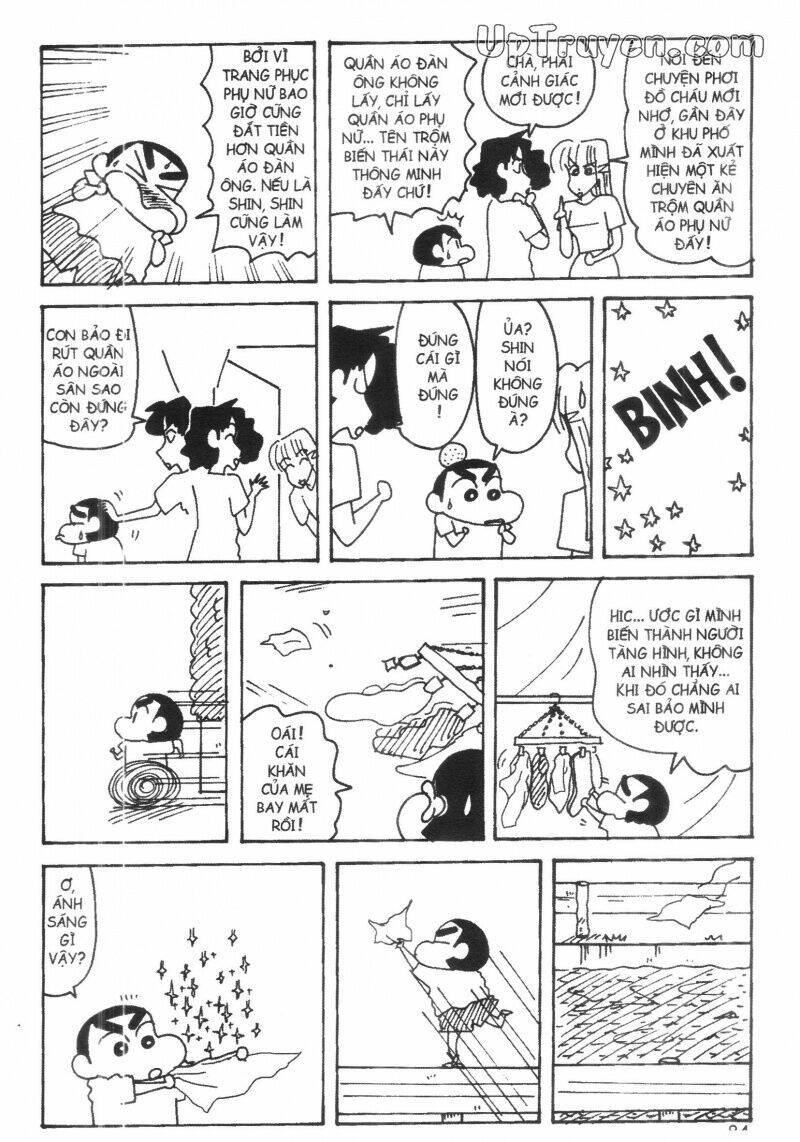 UpTruyen.com
NÓI ĐẾN
CHUYỆN PHƠI
ĐỒ CHÁU MỚI
NHỚ, GẦN ĐÂY
Ở KHU PHỐ
MÌNH ĐÃ XUẤT
HIỆN MỘT KẺ
CHUYÊN ĂN
TRỘM QUẦN
ÁO PHỤ NỮ
ĐẤY!
CHÀ, PHẢI
CẢNH GIÁC
MỚI ĐƯỢC!
QUẦN ÁO ĐÀN
ÔNG KHÔNG
LẤY, CHỈ LẤY
QUẦN ÁO PHỤ
NỮ... TÊN TRỘM
BIẾN THÁI NÀY
THÔNG MINH
ĐẤY CHỨ!
BỞI VÌ
TRANG PHỤC
PHỤ NỮ BAO
GIỜ CŨNG
ĐẮT TIỀN
HƠN QUẦN
ÁO ĐÀN
ÔNG. NẾU LÀ
SHIN, SHIN
CŨNG LÀM
VẬY!
BINH!
ỦA?
SHIN
NÓI
KHÔNG
ĐÚNG
À?
ĐÚNG
CÁI GÌ
MÀ
ĐÚNG
!
CON BẢO ĐI
RÚT QUẦN
ÁO NGOÀI
SÂN SAO
CÒN ĐỨNG
ĐÂY?
HIC... ƯỚC GÌ MÌNH
BIẾN THÀNH NGƯỜI
TÀNG HÌNH, KHÔNG
AI NHÌN THẤY...
KHI ĐÓ CHẲNG AI
SAI BẢO MÌNH
ĐƯỢC.
OÁI!
CÁI
KHĂN
CỦA MẸ
BAY MẤT
RỒI!
Ơ,
ÁNH
SÁNG
GÌ
VẬY?